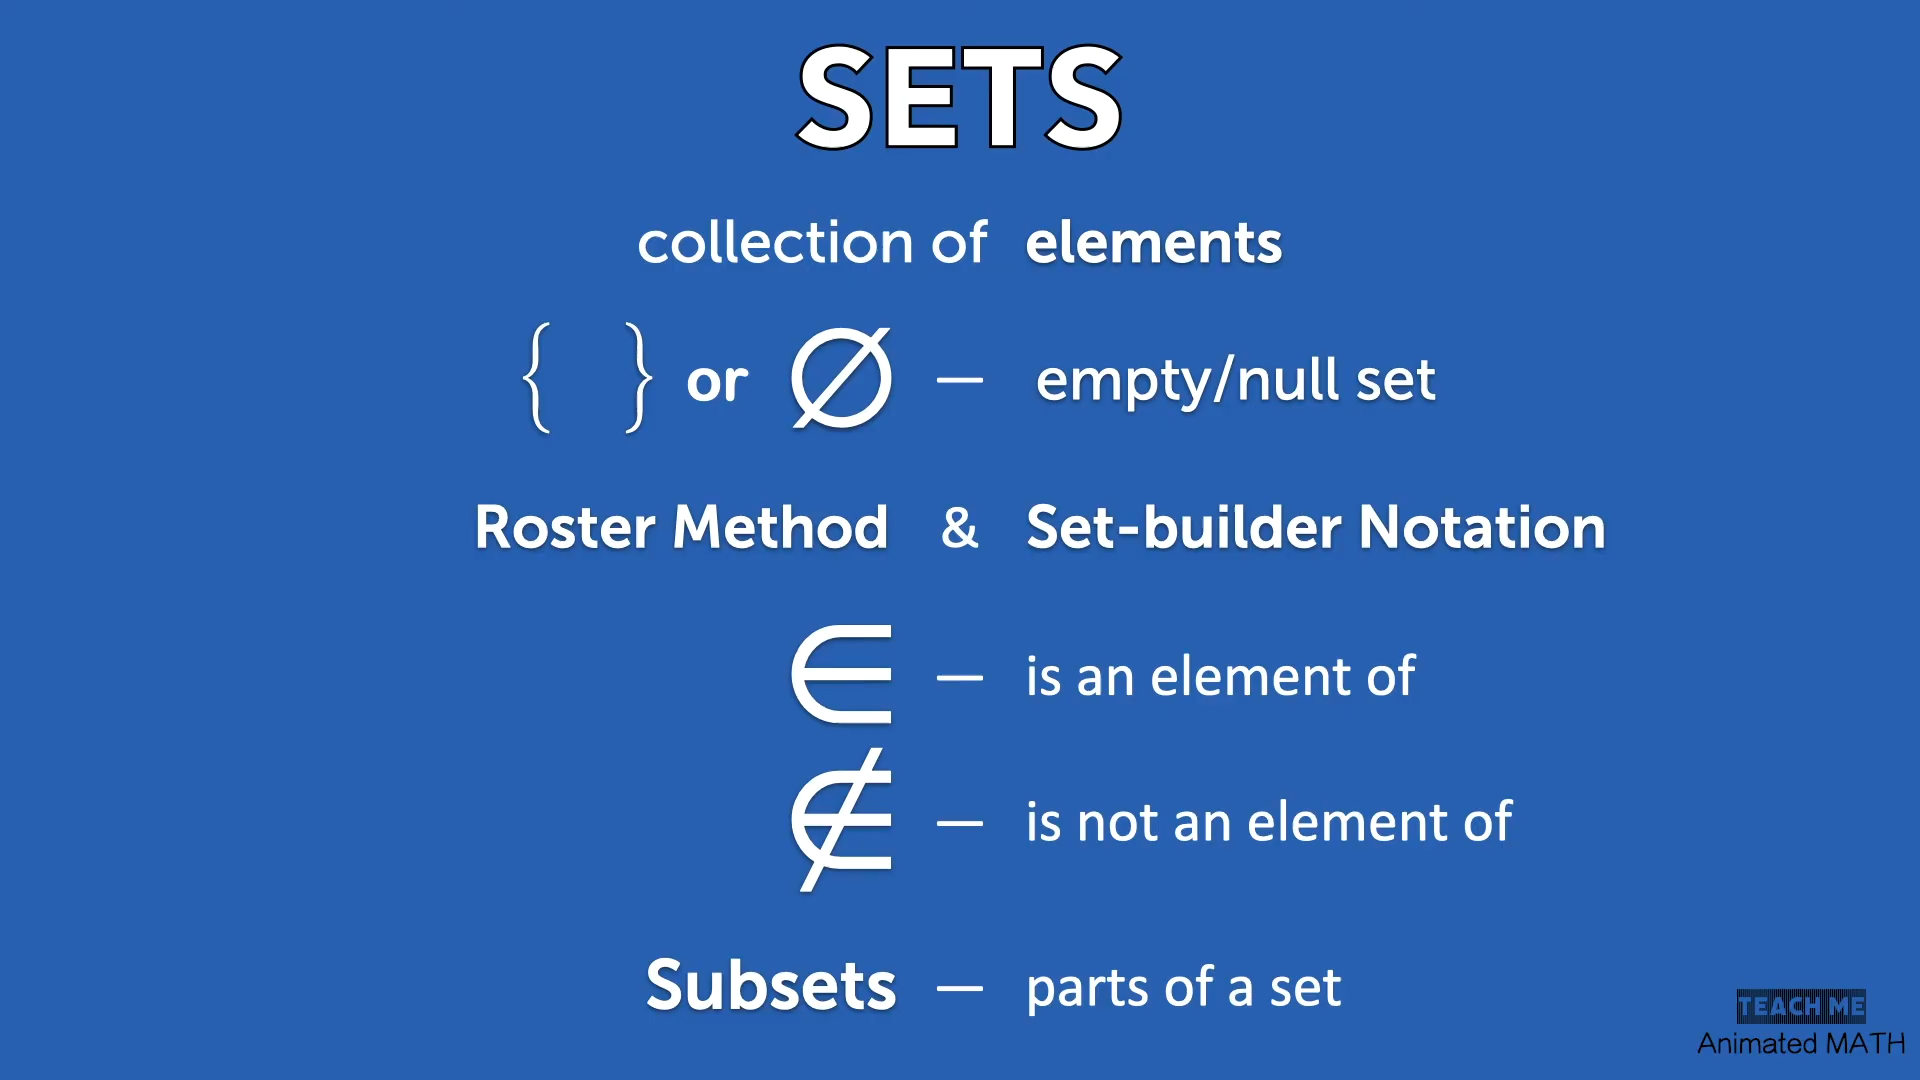 SETS
collection of elements
{ } or ∅ — empty/null set
Roster Method & Set-builder Notation
∈ — is an element of
∉ — is not an element of
Subsets — parts of a set
TEACH ME
Animated MATH